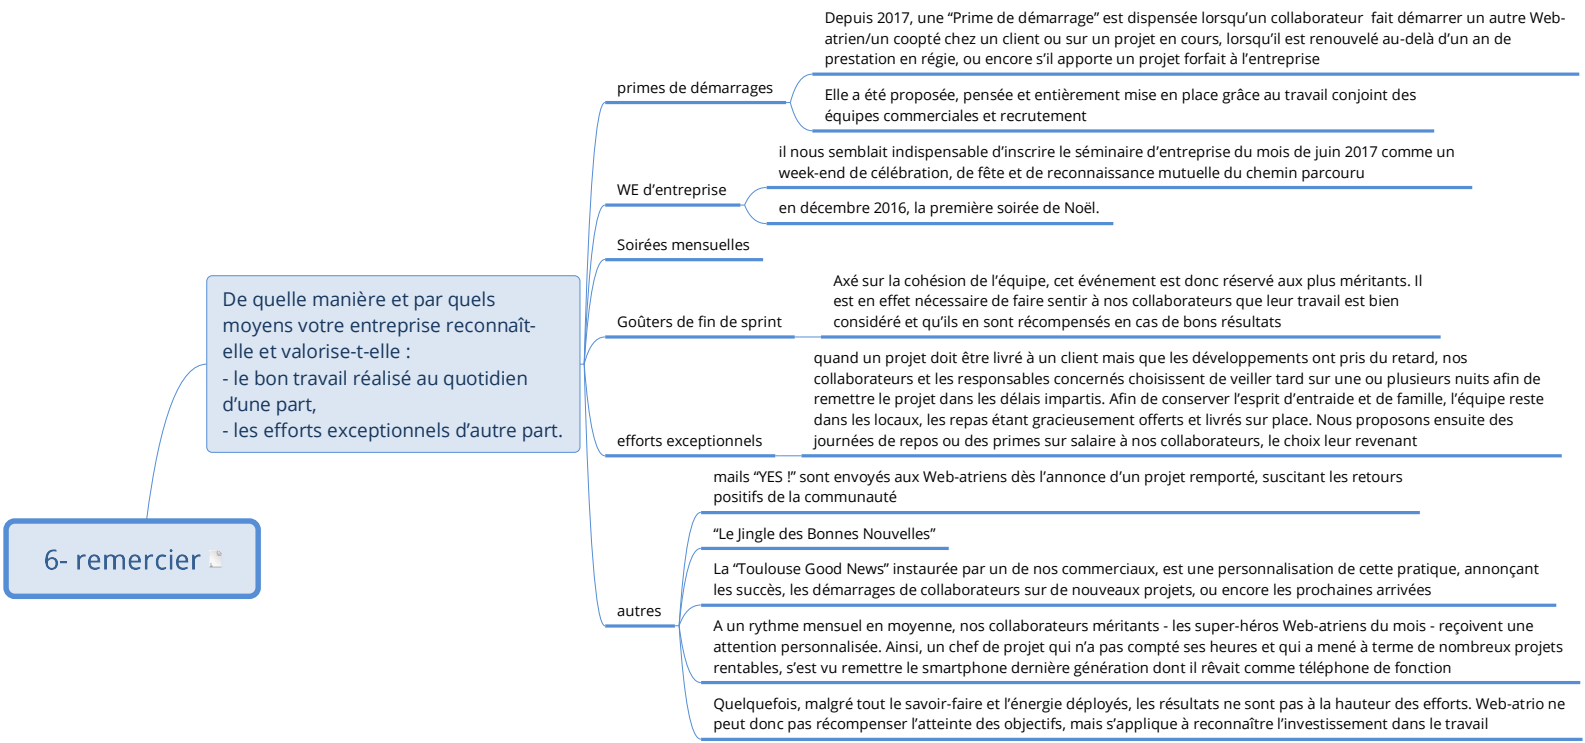 6- remercier
De quelle manière et par quels
moyens votre entreprise reconnaît-
elle et valorise-t-elle :
- le bon travail réalisé au quotidien
d’une part,
- les efforts exceptionnels d’autre part.
primes de démarrages
Depuis 2017, une “Prime de démarrage” est dispensée lorsqu’un collaborateur  fait démarrer un autre Web-
atrien/un coopté chez un client ou sur un projet en cours, lorsqu’il est renouvelé au-delà d’un an de
prestation en régie, ou encore s’il apporte un projet forfait à l’entreprise
Elle a été proposée, pensée et entièrement mise en place grâce au travail conjoint des
équipes commerciales et recrutement
WE d’entreprise
il nous semblait indispensable d’inscrire le séminaire d’entreprise du mois de juin 2017 comme un
week-end de célébration, de fête et de reconnaissance mutuelle du chemin parcouru
en décembre 2016, la première soirée de Noël.
Soirées mensuelles
Goûters de fin de sprint
Axé sur la cohésion de l’équipe, cet événement est donc réservé aux plus méritants. Il
est en effet nécessaire de faire sentir à nos collaborateurs que leur travail est bien
considéré et qu’ils en sont récompensés en cas de bons résultats
efforts exceptionnels
quand un projet doit être livré à un client mais que les développements ont pris du retard, nos
collaborateurs et les responsables concernés choisissent de veiller tard sur une ou plusieurs nuits afin de
remettre le projet dans les délais impartis. Afin de conserver l’esprit d’entraide et de famille, l’équipe reste
dans les locaux, les repas étant gracieusement offerts et livrés sur place. Nous proposons ensuite des
journées de repos ou des primes sur salaire à nos collaborateurs, le choix leur revenant
autres
mails “YES !” sont envoyés aux Web-atriens dès l’annonce d’un projet remporté, suscitant les retours
positifs de la communauté
“Le Jingle des Bonnes Nouvelles”
La “Toulouse Good News” instaurée par un de nos commerciaux, est une personnalisation de cette pratique, annonçant
les succès, les démarrages de collaborateurs sur de nouveaux projets, ou encore les prochaines arrivées
A un rythme mensuel en moyenne, nos collaborateurs méritants - les super-héros Web-atriens du mois - reçoivent une
attention personnalisée. Ainsi, un chef de projet qui n’a pas compté ses heures et qui a mené à terme de nombreux projets
rentables, s’est vu remettre le smartphone dernière génération dont il rêvait comme téléphone de fonction
Quelquefois, malgré tout le savoir-faire et l’énergie déployés, les résultats ne sont pas à la hauteur des efforts. Web-atrio ne
peut donc pas récompenser l’atteinte des objectifs, mais s’applique à reconnaître l’investissement dans le travail